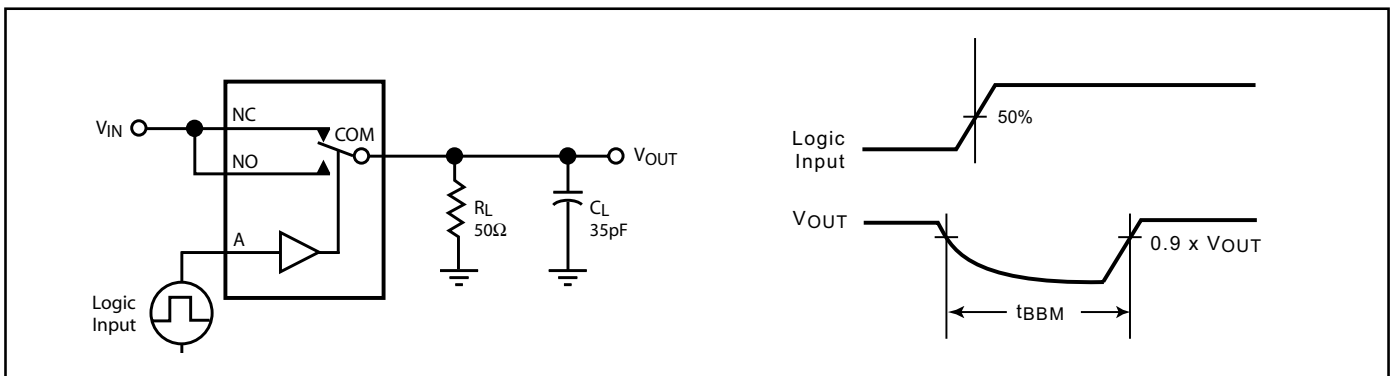 NC
VIN
COM
NO
VOUT
RL
50Ω
CL
35pF
A
Logic
Input
50%
Logic
Input
VOUT
0.9 x VOUT
tBBM